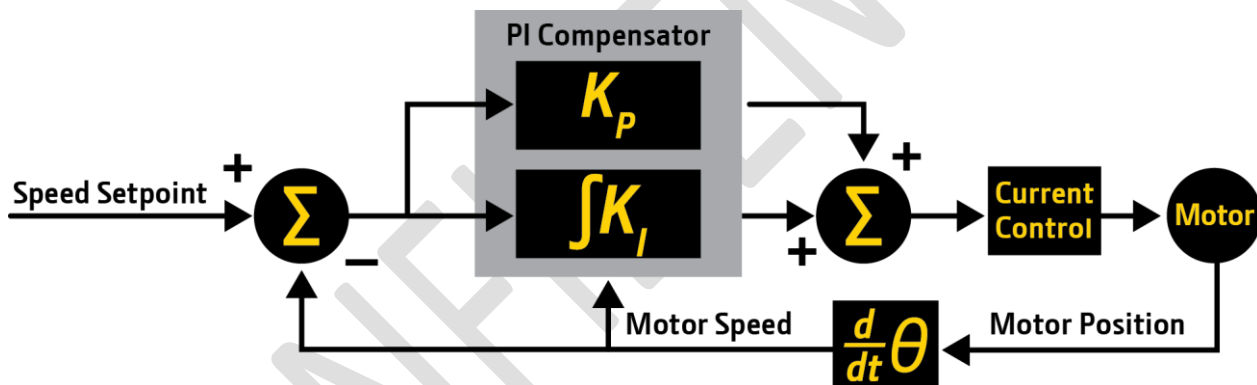 PI Compensator
K_P
+
+
Speed Setpoint
Σ
∫K_I
Σ
Current
Control
Motor
−
+
Motor Speed
d/dt θ
Motor Position